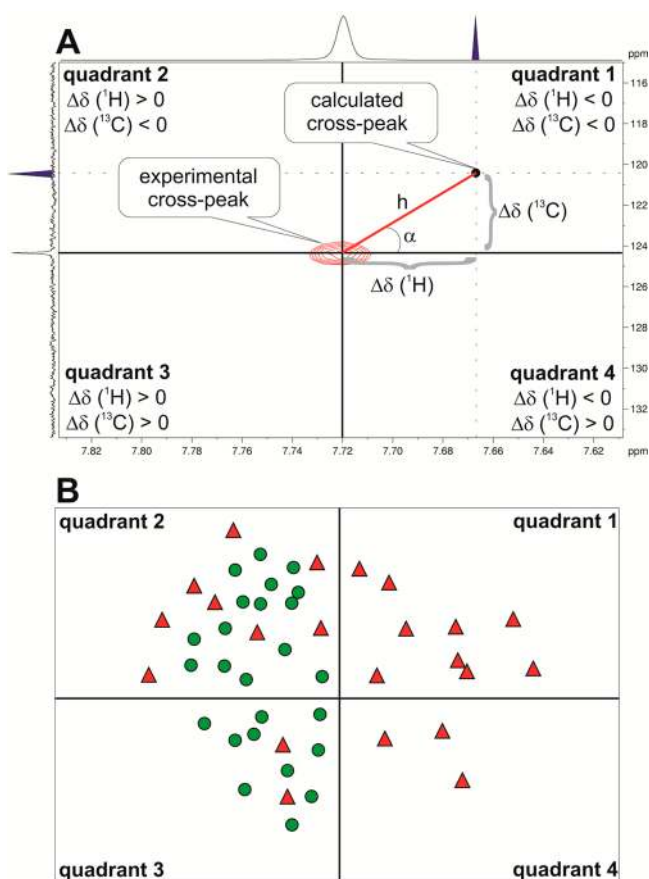 A
ppm
quadrant 2
Δδ (¹H) > 0
Δδ (¹³C) < 0
quadrant 1
Δδ (¹H) < 0
Δδ (¹³C) < 0
calculated
cross-peak
experimental
cross-peak
h
α
Δδ (¹³C)
Δδ (¹H)
116
118
120
122
124
126
128
130
132
quadrant 3
Δδ (¹H) > 0
Δδ (¹³C) > 0
quadrant 4
Δδ (¹H) < 0
Δδ (¹³C) > 0
7.82 7.80 7.78 7.76 7.74 7.72 7.70 7.68 7.66 7.64 7.62 ppm
B
quadrant 2
quadrant 1
quadrant 3
quadrant 4